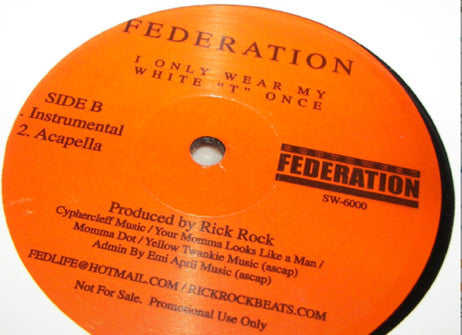 FEDERATION
I ONLY WEAR MY
WHITE "T" ONCE
SIDE B
. Instrumental
2. Acapella
FEDERATION
SW-6000
Produced by Rick Rock
Cyphercleff Music / Your Momma Looks Like a Man /
Momma Dot / Yellow Twankie Music (ascap)
Admin By Emi April Music (ascap)
FEDLIFE@HOTMAIL.COM/RICKROCKBEATS.COM
Not For Sale. Promotional Use Only